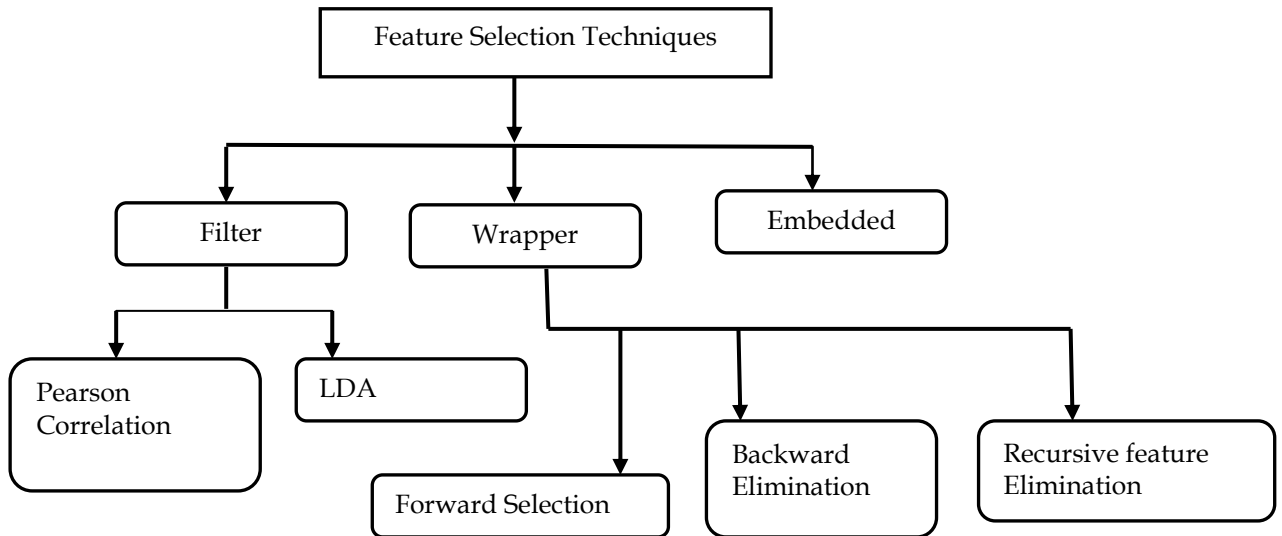 Feature Selection Techniques
Filter
Wrapper
Embedded
Pearson
Correlation
LDA
Forward Selection
Backward
Elimination
Recursive feature
Elimination